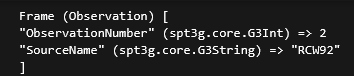 Frame (Observation) [
"ObservationNumber" (spt3g.core.G3Int) => 2
"SourceName" (spt3g.core.G3String) => "RCW92"
]